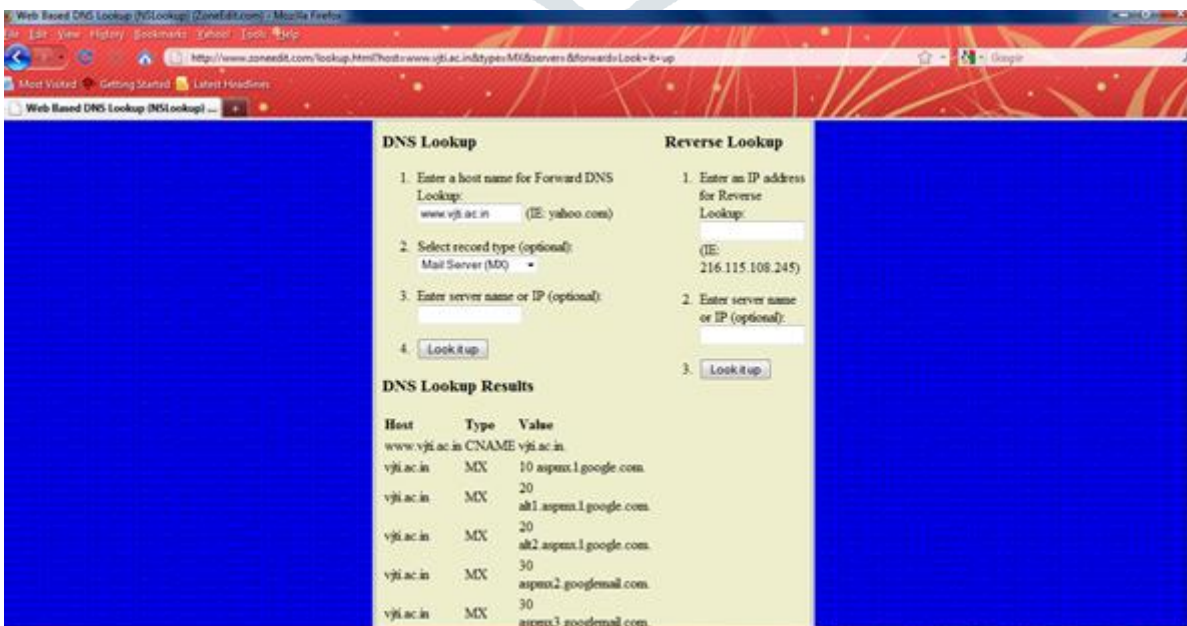 Web Based DNS Lookup (NSLookup) (ZoneEdit.com) - Mozilla Firefox
File Edit View History Bookmarks Yahoo! Tools Help
http://www.zoneedit.com/lookup.html?host=www.vjti.ac.in&type=MX&server=&forward=Look+it+up
Google
Most Visited Getting Started Latest Headlines
Web Based DNS Lookup (NSLookup) ...
DNS Lookup
1. Enter a host name for Forward DNS
Lookup:
www.vjti.ac.in (IE: yahoo.com)
2. Select record type (optional):
Mail Server (MX)
3. Enter server name or IP (optional):
4. Look it up
Reverse Lookup
1. Enter an IP address
for Reverse
Lookup:
(IE:
216.115.108.245)
2. Enter server name
or IP (optional):
3. Look it up
DNS Lookup Results
Host Type Value
www.vjti.ac.in CNAME vjti.ac.in.
vjti.ac.in MX 10 aspmx.l.google.com.
vjti.ac.in MX 20
alt1.aspmx.l.google.com.
vjti.ac.in MX 20
alt2.aspmx.l.google.com.
vjti.ac.in MX 30
aspmx2.googlemail.com.
vjti.ac.in MX 30
aspmx3.googlemail.com.